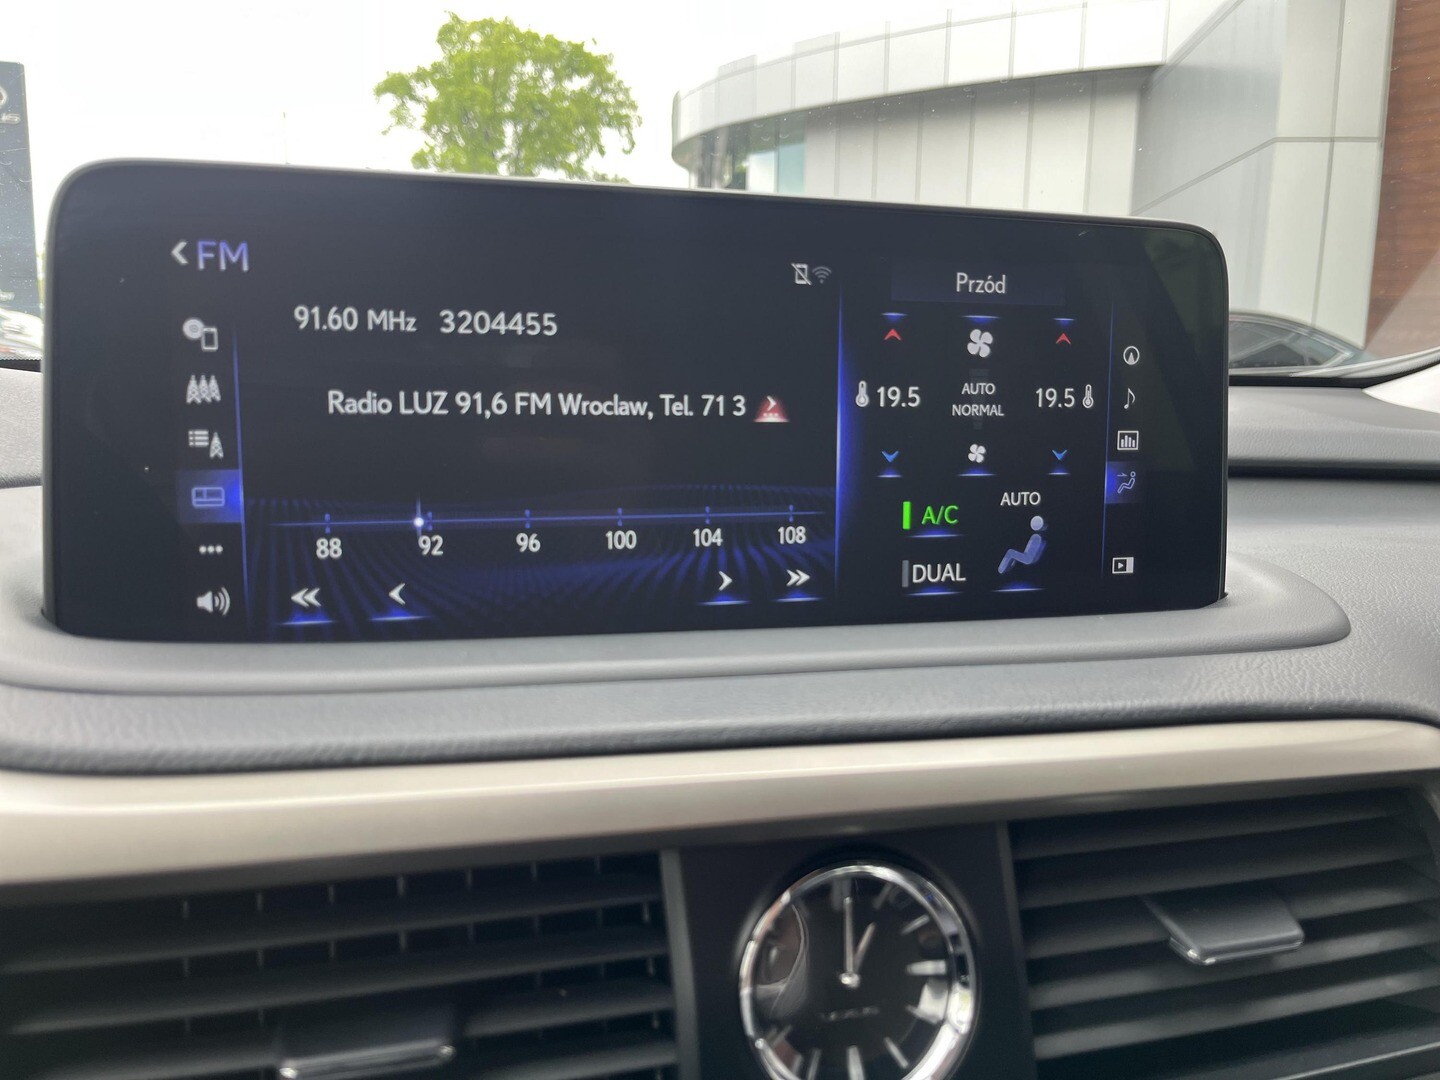 FM
91.60 MHz 3204455
Radio LUZ 91,6 FM Wroclaw, Tel. 71 3
88 92 96 100 104 108
Przód
19.5 AUTO 19.5
NORMAL
A/C AUTO
DUAL